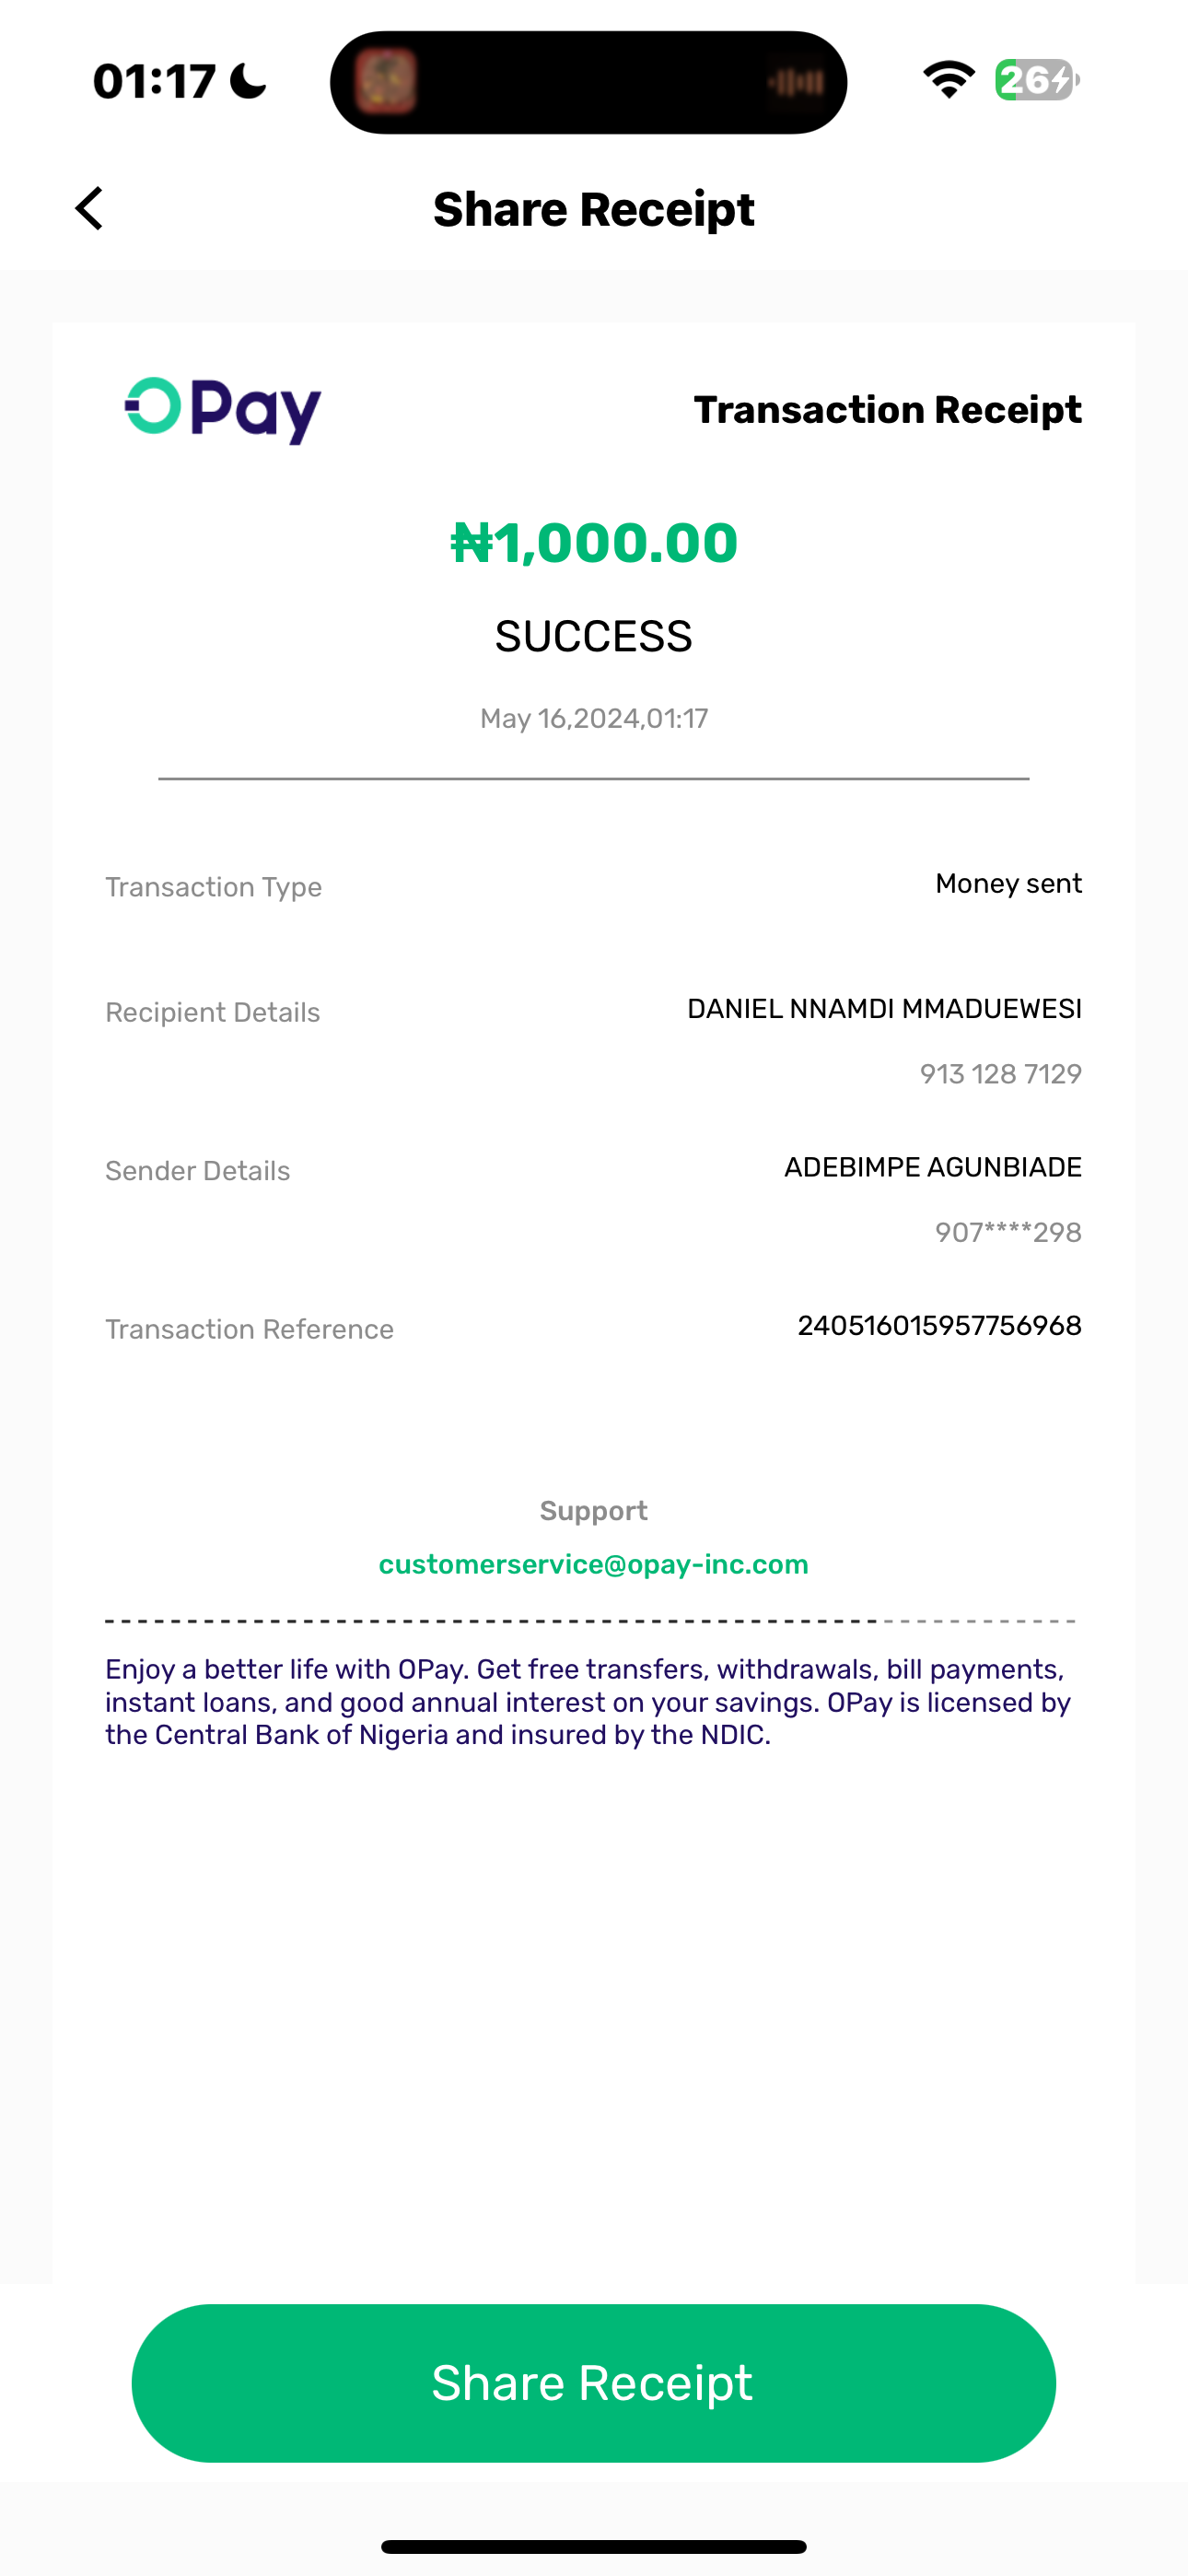 01:17
26
Share Receipt
OPay
Transaction Receipt
₦1,000.00
SUCCESS
May 16,2024,01:17
Transaction Type
Money sent
Recipient Details
DANIEL NNAMDI MMADUEWESI
913 128 7129
Sender Details
ADEBIMPE AGUNBIADE
907****298
Transaction Reference
240516015957756968
Support
customerservice@opay-inc.com
Enjoy a better life with OPay. Get free transfers, withdrawals, bill payments,
instant loans, and good annual interest on your savings. OPay is licensed by
the Central Bank of Nigeria and insured by the NDIC.
Share Receipt